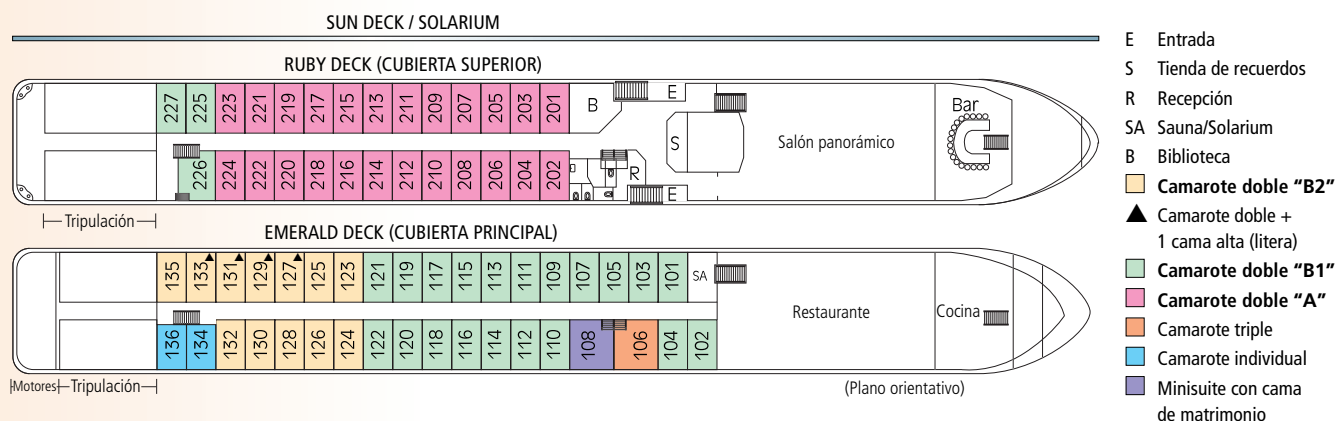 SUN DECK / SOLARIUM
RUBY DECK (CUBIERTA SUPERIOR)
227 225 223 221 219 217 215 213 211 209 207 205 203 201 B E
S Salón panorámico Bar
226 224 222 220 218 216 214 212 210 208 206 204 202 R E
Tripulación
EMERALD DECK (CUBIERTA PRINCIPAL)
135 133 131 129 127 125 123 121 119 117 115 113 111 109 107 105 103 101 SA
Restaurante Cocina
136 134 132 130 128 126 124 122 120 118 116 114 112 110 108 106 104 102
Motores Tripulación (Plano orientativo)
E Entrada
S Tienda de recuerdos
R Recepción
SA Sauna/Solarium
B Biblioteca
Camarote doble “B2”
Camarote doble +
1 cama alta (litera)
Camarote doble “B1”
Camarote doble “A”
Camarote triple
Camarote individual
Minisuite con cama
de matrimonio